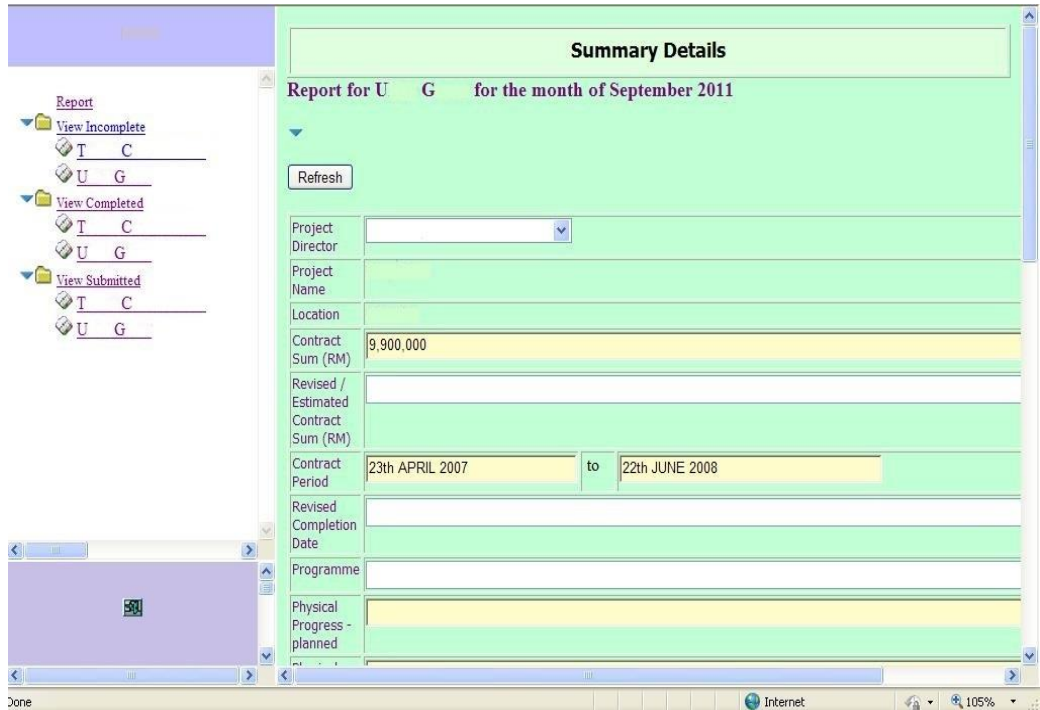 Report
View Incomplete
T C
U G
View Completed
T C
U G
View Submitted
T C
U G
Summary Details
Report for U G for the month of September 2011
Refresh
Project
Director
Project
Name
Location
Contract
Sum (RM)
9,900,000
Revised /
Estimated
Contract
Sum (RM)
Contract
Period
23th APRIL 2007 to 22th JUNE 2008
Revised
Completion
Date
Programme
Physical
Progress -
planned
Done
Internet
105%